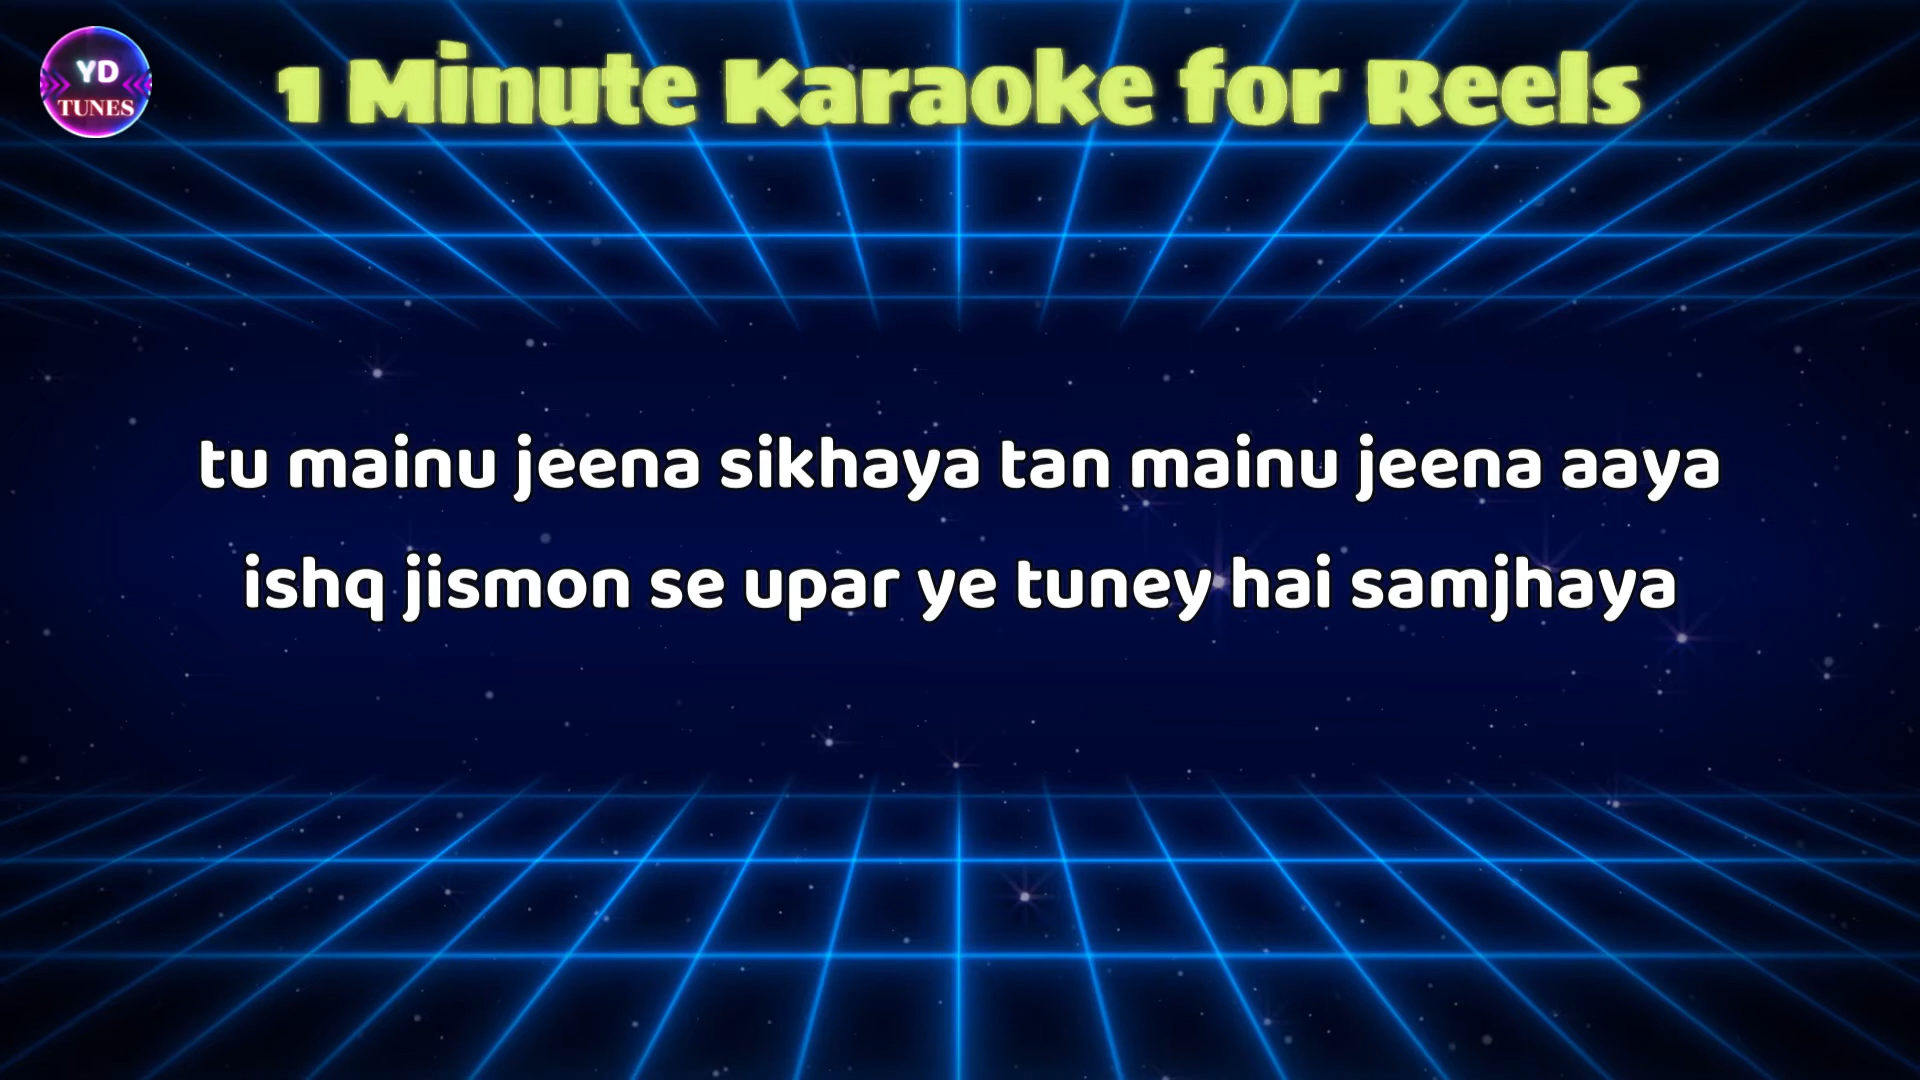 YD
TUNES
1 Minute Karaoke for Reels
tu mainu jeena sikhaya tan mainu jeena aaya
ishq jismon se upar ye tuney hai samjhaya